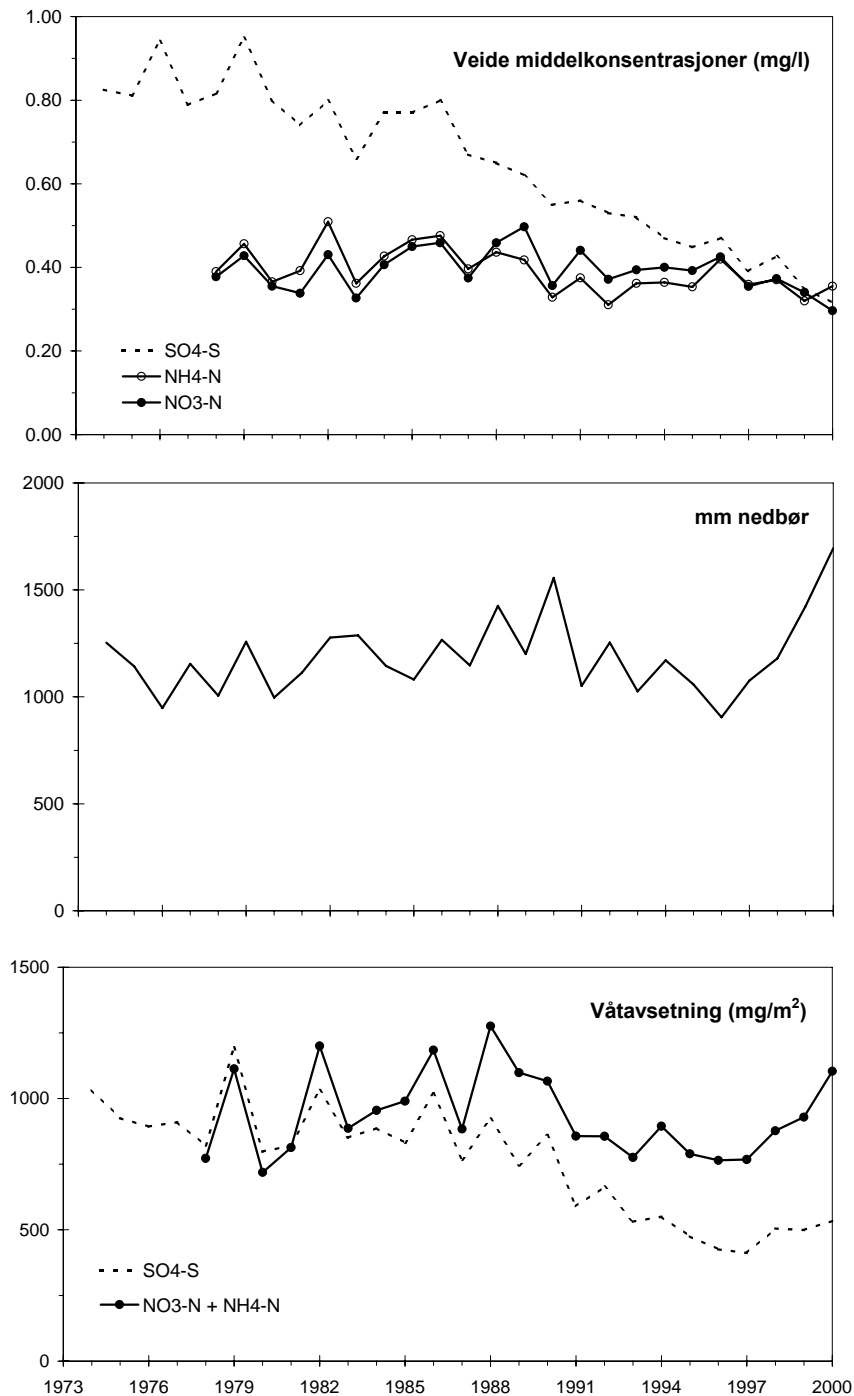 1.00
Veide middelkonsentrasjoner (mg/l)
0.80
0.60
0.40
0.20
SO4-S
NH4-N
NO3-N
0.00
2000
mm nedbør
1500
1000
500
0
1500
Våtavsetning (mg/m²)
1000
500
SO4-S
NO3-N + NH4-N
0
1973 1976 1979 1982 1985 1988 1991 1994 1997 2000